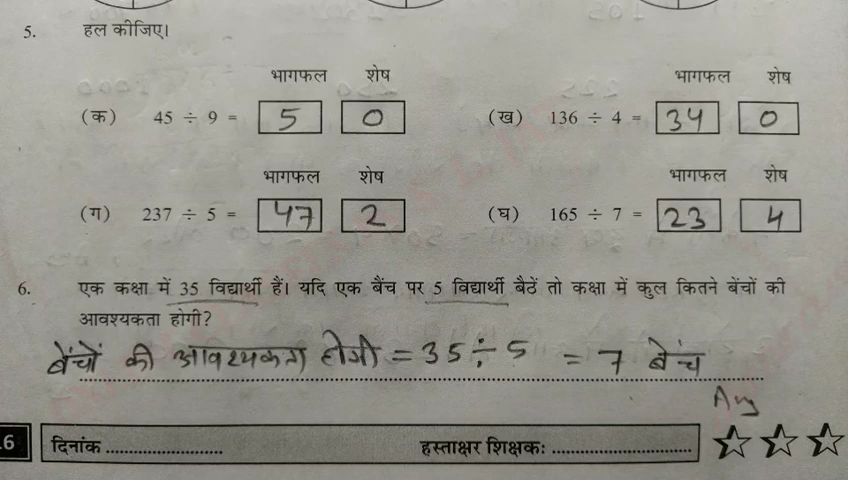 5. हल कीजिए।
भागफल शेष भागफल शेष
(क) 45 ÷ 9 = 5 0 (ख) 136 ÷ 4 = 34 0
भागफल शेष भागफल शेष
(ग) 237 ÷ 5 = 47 2 (घ) 165 ÷ 7 = 23 4
6. एक कक्षा में 35 विद्यार्थी हैं। यदि एक बैंच पर 5 विद्यार्थी बैठें तो कक्षा में कुल कितने बेंचों की
आवश्यकता होगी?
बेंचों की आवश्यकता होगी = 35 ÷ 5 = 7 बेंच
Ans
6 दिनांक ........................ हस्ताक्षर शिक्षक: ............................